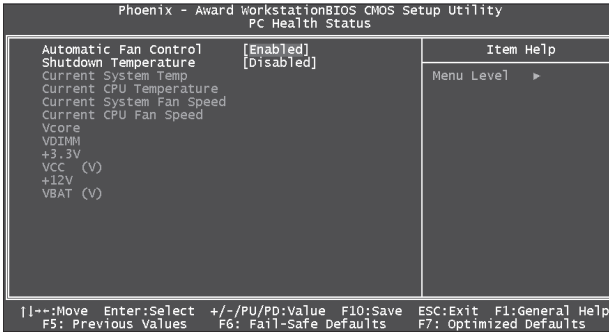 Phoenix - Award WorkstationBIOS CMOS Setup Utility
PC Health Status
Automatic Fan Control [Enabled]
Shutdown Temperature [Disabled]
Current System Temp
Current CPU Temperature
Current System Fan Speed
Current CPU Fan Speed
Vcore
VDIMM
+3.3V
VCC (V)
+12V
VBAT (V)
Item Help
Menu Level ►
↑↓→←:Move Enter:Select +/-/PU/PD:Value F10:Save ESC:Exit F1:General Help
F5: Previous Values F6: Fail-Safe Defaults F7: Optimized Defaults